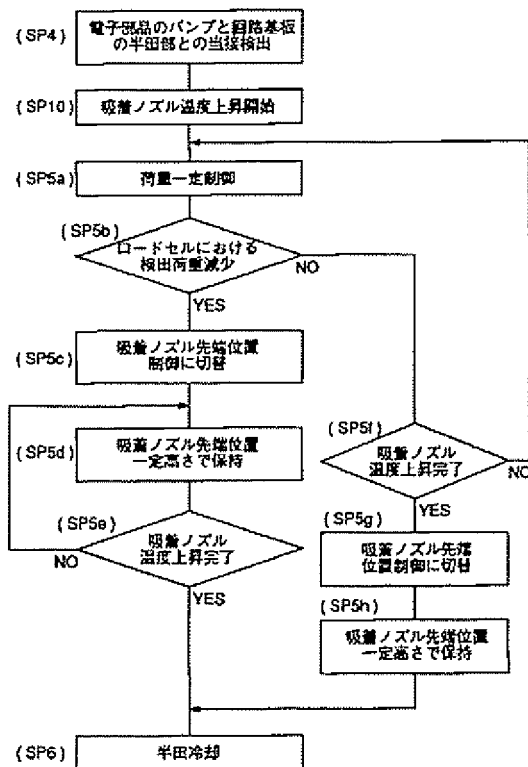 (SP4)
電子部品のバンプと回路基板
の半田部との当接検出
(SP10)
吸着ノズル温度上昇開始
(SP5a)
荷重一定制御
(SP5b)
ロードセルにおける
検出荷重減少
NO
YES
(SP5c)
吸着ノズル先端位置
制御に切替
(SP5d)
吸着ノズル先端位置
一定高さで保持
(SP5e)
吸着ノズル
温度上昇完了
NO
YES
(SP5f)
吸着ノズル
温度上昇完了
NO
YES
(SP5g)
吸着ノズル先端
位置制御に切替
(SP5h)
吸着ノズル先端位置
一定高さで保持
(SP6)
半田冷却